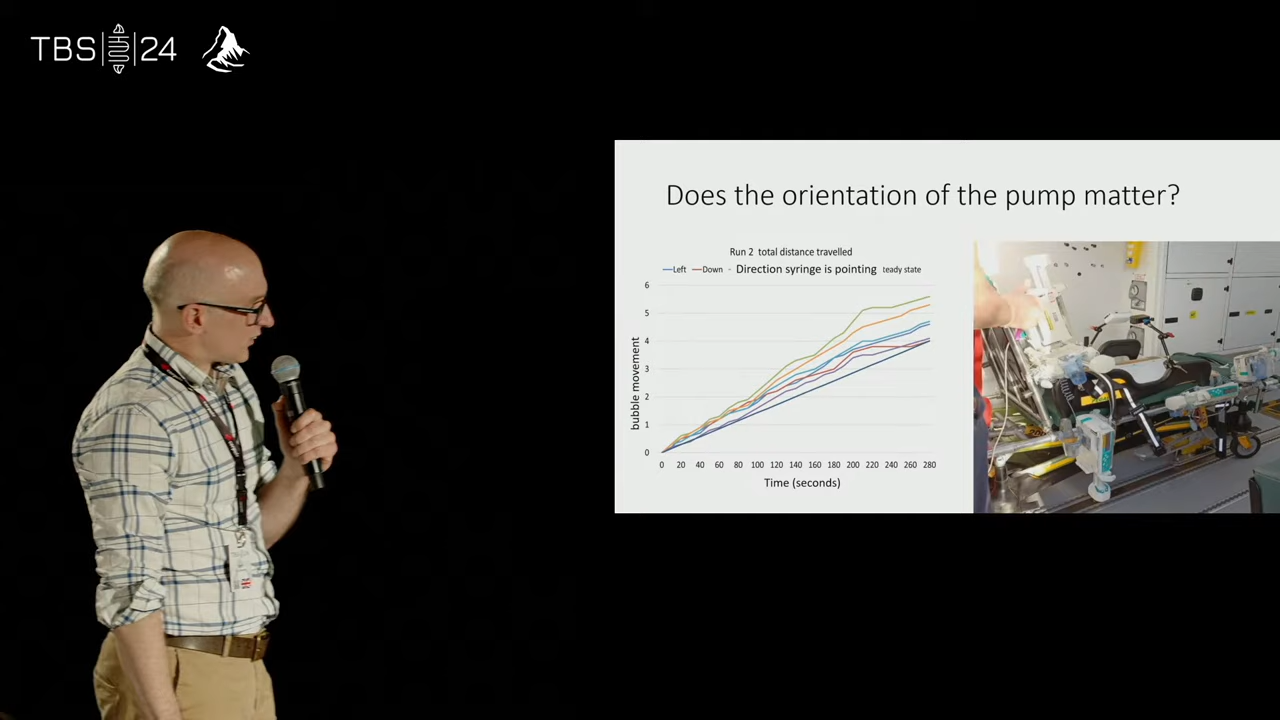 TBS 24
Does the orientation of the pump matter?
Run 2 total distance travelled
Left Down - Direction syringe is pointing teady state
6
5
4
3
2
1
0
bubble movement
0 20 40 60 80 100 120 140 160 180 200 220 240 260 280
Time (seconds)